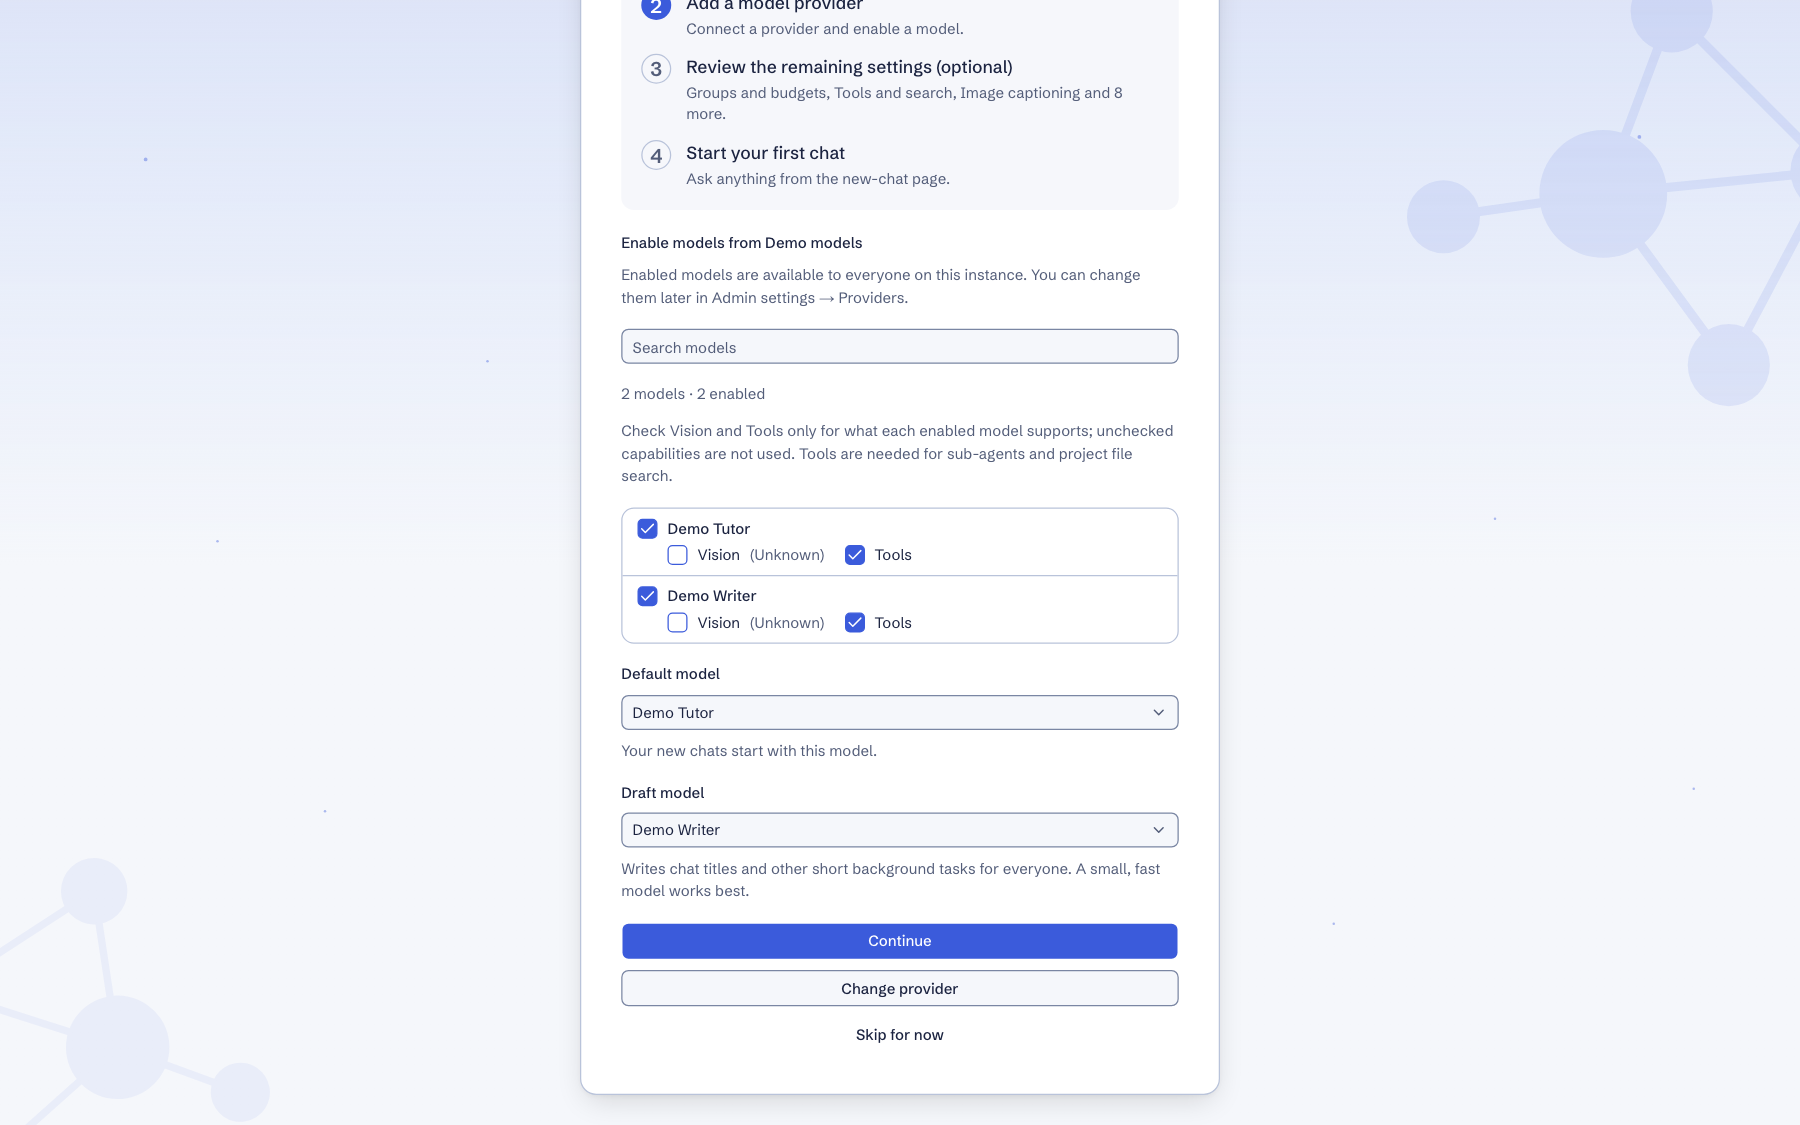 2 Add a model provider
Connect a provider and enable a model.
3 Review the remaining settings (optional)
Groups and budgets, Tools and search, Image captioning and 8
more.
4 Start your first chat
Ask anything from the new-chat page.
Enable models from Demo models
Enabled models are available to everyone on this instance. You can change
them later in Admin settings → Providers.
Search models
2 models · 2 enabled
Check Vision and Tools only for what each enabled model supports; unchecked
capabilities are not used. Tools are needed for sub-agents and project file
search.
Demo Tutor
Vision (Unknown) Tools
Demo Writer
Vision (Unknown) Tools
Default model
Demo Tutor
Your new chats start with this model.
Draft model
Demo Writer
Writes chat titles and other short background tasks for everyone. A small, fast
model works best.
Continue
Change provider
Skip for now